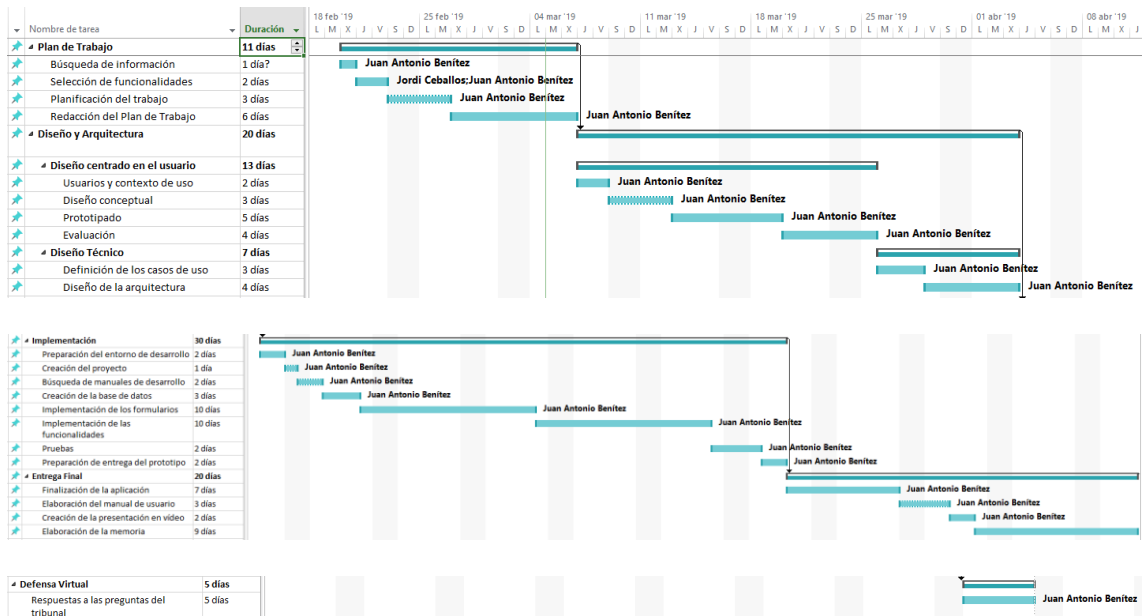 18 feb '19 25 feb '19 04 mar '19 11 mar '19 18 mar '19 25 mar '19 01 abr '19 08 abr '19
Nombre de tarea Duración L M X J V S D L M X J V S D L M X J V S D L M X J V S D L M X J V S D L M X J V S D L M X J V S D L M X J
Plan de Trabajo 11 días
Búsqueda de información 1 día? Juan Antonio Benítez
Selección de funcionalidades 2 días Jordi Ceballos;Juan Antonio Benítez
Planificación del trabajo 3 días Juan Antonio Benítez
Redacción del Plan de Trabajo 6 días Juan Antonio Benítez
Diseño y Arquitectura 20 días
Diseño centrado en el usuario 13 días
Usuarios y contexto de uso 2 días Juan Antonio Benítez
Diseño conceptual 3 días Juan Antonio Benítez
Prototipado 5 días Juan Antonio Benítez
Evaluación 4 días Juan Antonio Benítez
Diseño Técnico 7 días
Definición de los casos de uso 3 días Juan Antonio Benítez
Diseño de la arquitectura 4 días Juan Antonio Benítez
Implementación 30 días
Preparación del entorno de desarrollo 2 días Juan Antonio Benítez
Creación del proyecto 1 día Juan Antonio Benítez
Búsqueda de manuales de desarrollo 2 días Juan Antonio Benítez
Creación de la base de datos 3 días Juan Antonio Benítez
Implementación de los formularios 10 días Juan Antonio Benítez
Implementación de las 10 días Juan Antonio Benítez
funcionalidades
Pruebas 2 días Juan Antonio Benítez
Preparación de entrega del prototipo 2 días Juan Antonio Benítez
Entrega Final 20 días
Finalización de la aplicación 7 días Juan Antonio Benítez
Elaboración del manual de usuario 3 días Juan Antonio Benítez
Creación de la presentación en vídeo 2 días Juan Antonio Benítez
Elaboración de la memoria 9 días
Defensa Virtual 5 días
Respuestas a las preguntas del 5 días Juan Antonio Benítez
tribunal